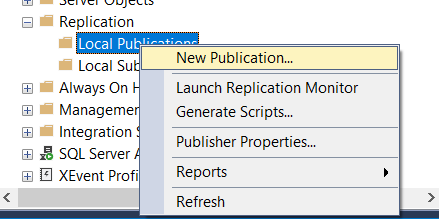 Server Objects
Replication
Local Publications
New Publication...
Local Sub
Launch Replication Monitor
Always On H
Generate Scripts...
Management
Publisher Properties...
Integration S
Reports
SQL Server A
XEvent Profi
Refresh